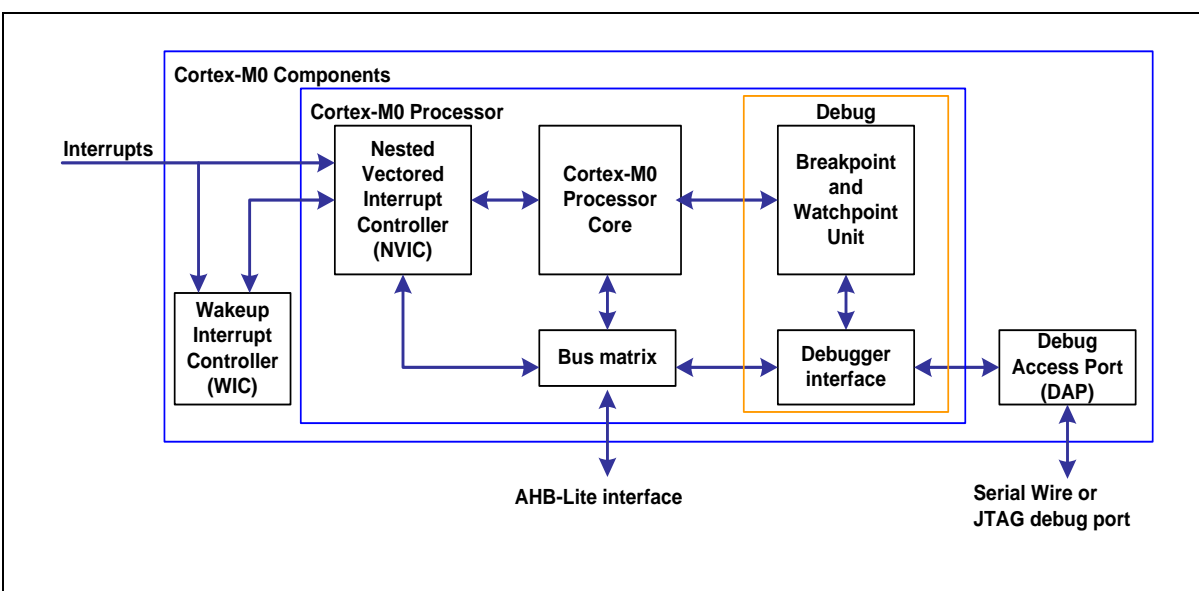 Cortex-M0 Components
Cortex-M0 Processor
Debug
Interrupts
Nested
Vectored
Interrupt
Controller
(NVIC)
Cortex-M0
Processor
Core
Breakpoint
and
Watchpoint
Unit
Wakeup
Interrupt
Controller
(WIC)
Bus matrix
Debugger
interface
Debug
Access Port
(DAP)
AHB-Lite interface
Serial Wire or
JTAG debug port